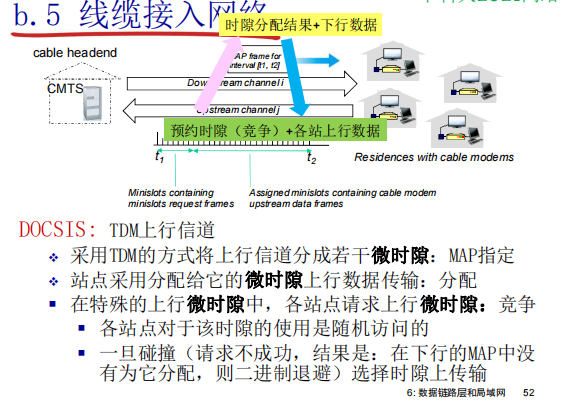 b.5 线缆接入网络
时隙分配结果+下行数据
cable headend
MAP frame for
Interval [t1, t2]
CMTS
Downstream channel i
Upstream channel j
预约时隙（竞争）+各站上行数据
t1
t2
Residences with cable modems
Minislots containing
minislots request frames
Assigned minislots containing cable modem
upstream data frames
DOCSIS: TDM上行信道
采用TDM的方式将上行信道分成若干微时隙：MAP指定
站点采用分配给它的微时隙上行数据传输：分配
在特殊的上行微时隙中，各站点请求上行微时隙：竞争
各站点对于该时隙的使用是随机访问的
一旦碰撞（请求不成功，结果是：在下行的MAP中没
有为它分配，则二进制退避）选择时隙上传输
6: 数据链路层和局域网 52